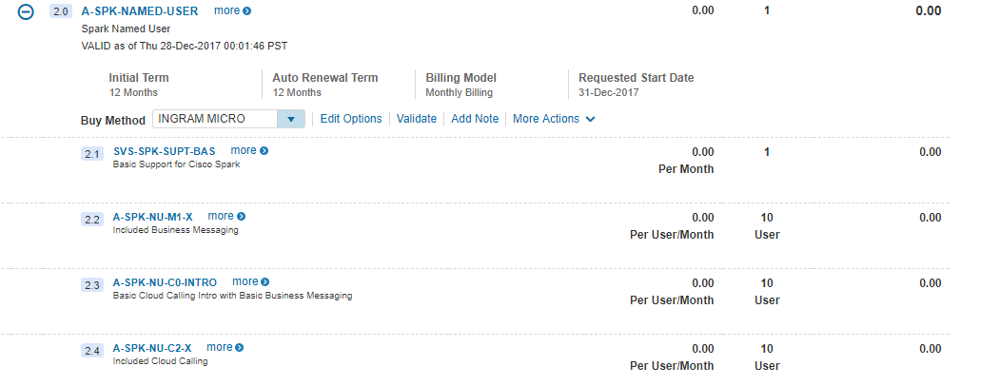 2.0 A-SPK-NAMED-USER more 0.00 1 0.00
Spark Named User
VALID as of Thu 28-Dec-2017 00:01:46 PST
Initial Term Auto Renewal Term Billing Model Requested Start Date
12 Months 12 Months Monthly Billing 31-Dec-2017
Buy Method INGRAM MICRO Edit Options Validate Add Note More Actions
2.1 SVS-SPK-SUPT-BAS more 0.00 1 0.00
Basic Support for Cisco Spark
Per Month
2.2 A-SPK-NU-M1-X more 0.00 10 0.00
Included Business Messaging Per User/Month User
2.3 A-SPK-NU-C0-INTRO more 0.00 10 0.00
Basic Cloud Calling Intro with Basic Business Messaging Per User/Month User
2.4 A-SPK-NU-C2-X more 0.00 10 0.00
Included Cloud Calling Per User/Month User